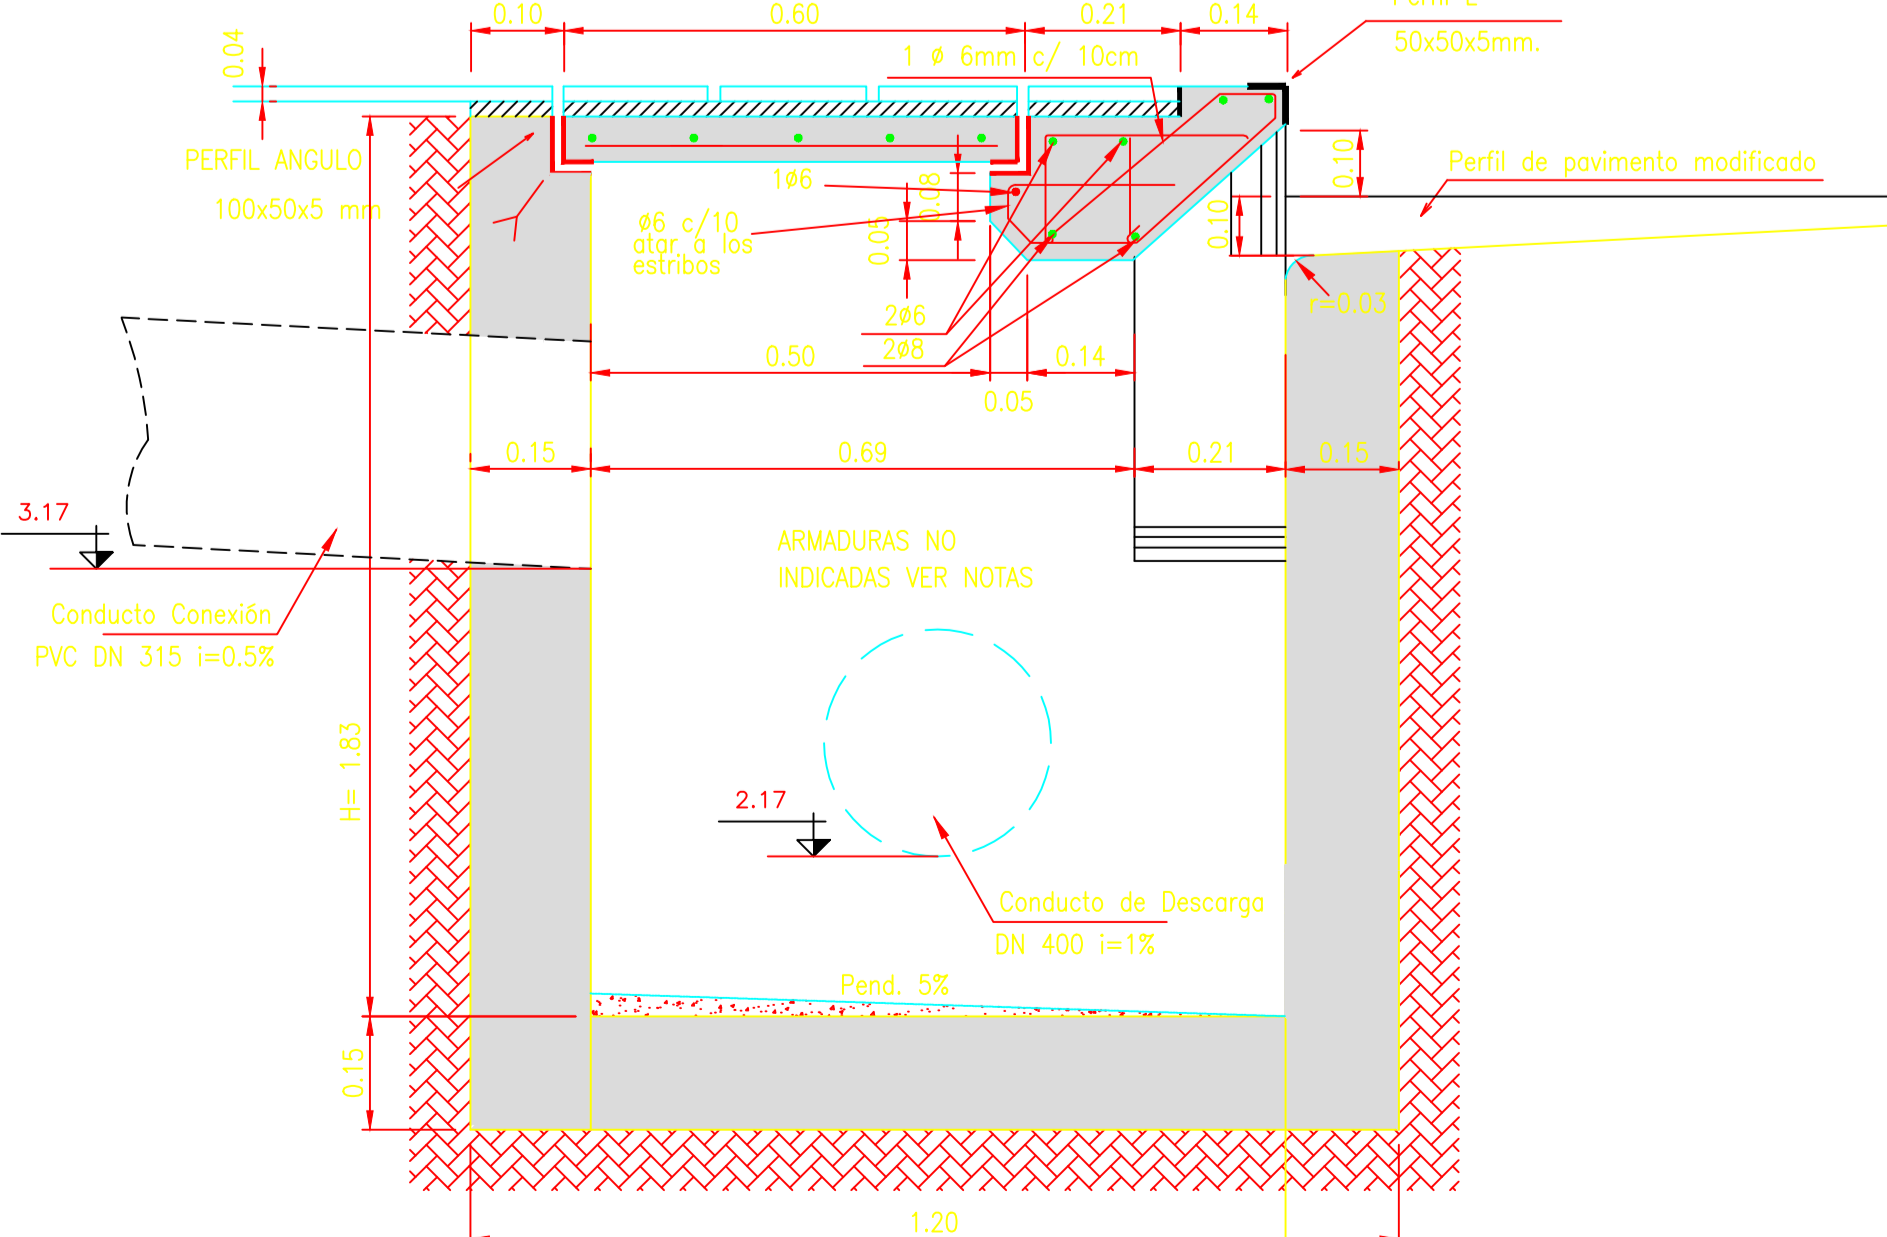 0.10
0.60
0.21
0.14
50x50x5mm.
0.04
1 ø 6mm c/ 10cm
PERFIL ANGULO
100x50x5 mm
1ø6
0.08
0.05
ø6 c/10
atar a los
estribos
0.10
0.10
Perfil de pavimento modificado
r=0.03
2ø6
2ø8
0.50
0.14
0.05
0.15
0.69
0.21
0.15
3.17
ARMADURAS NO
INDICADAS VER NOTAS
Conducto Conexión
PVC DN 315 i=0.5%
H= 1.83
2.17
Conducto de Descarga
DN 400 i=1%
Pend. 5%
0.15
1.20